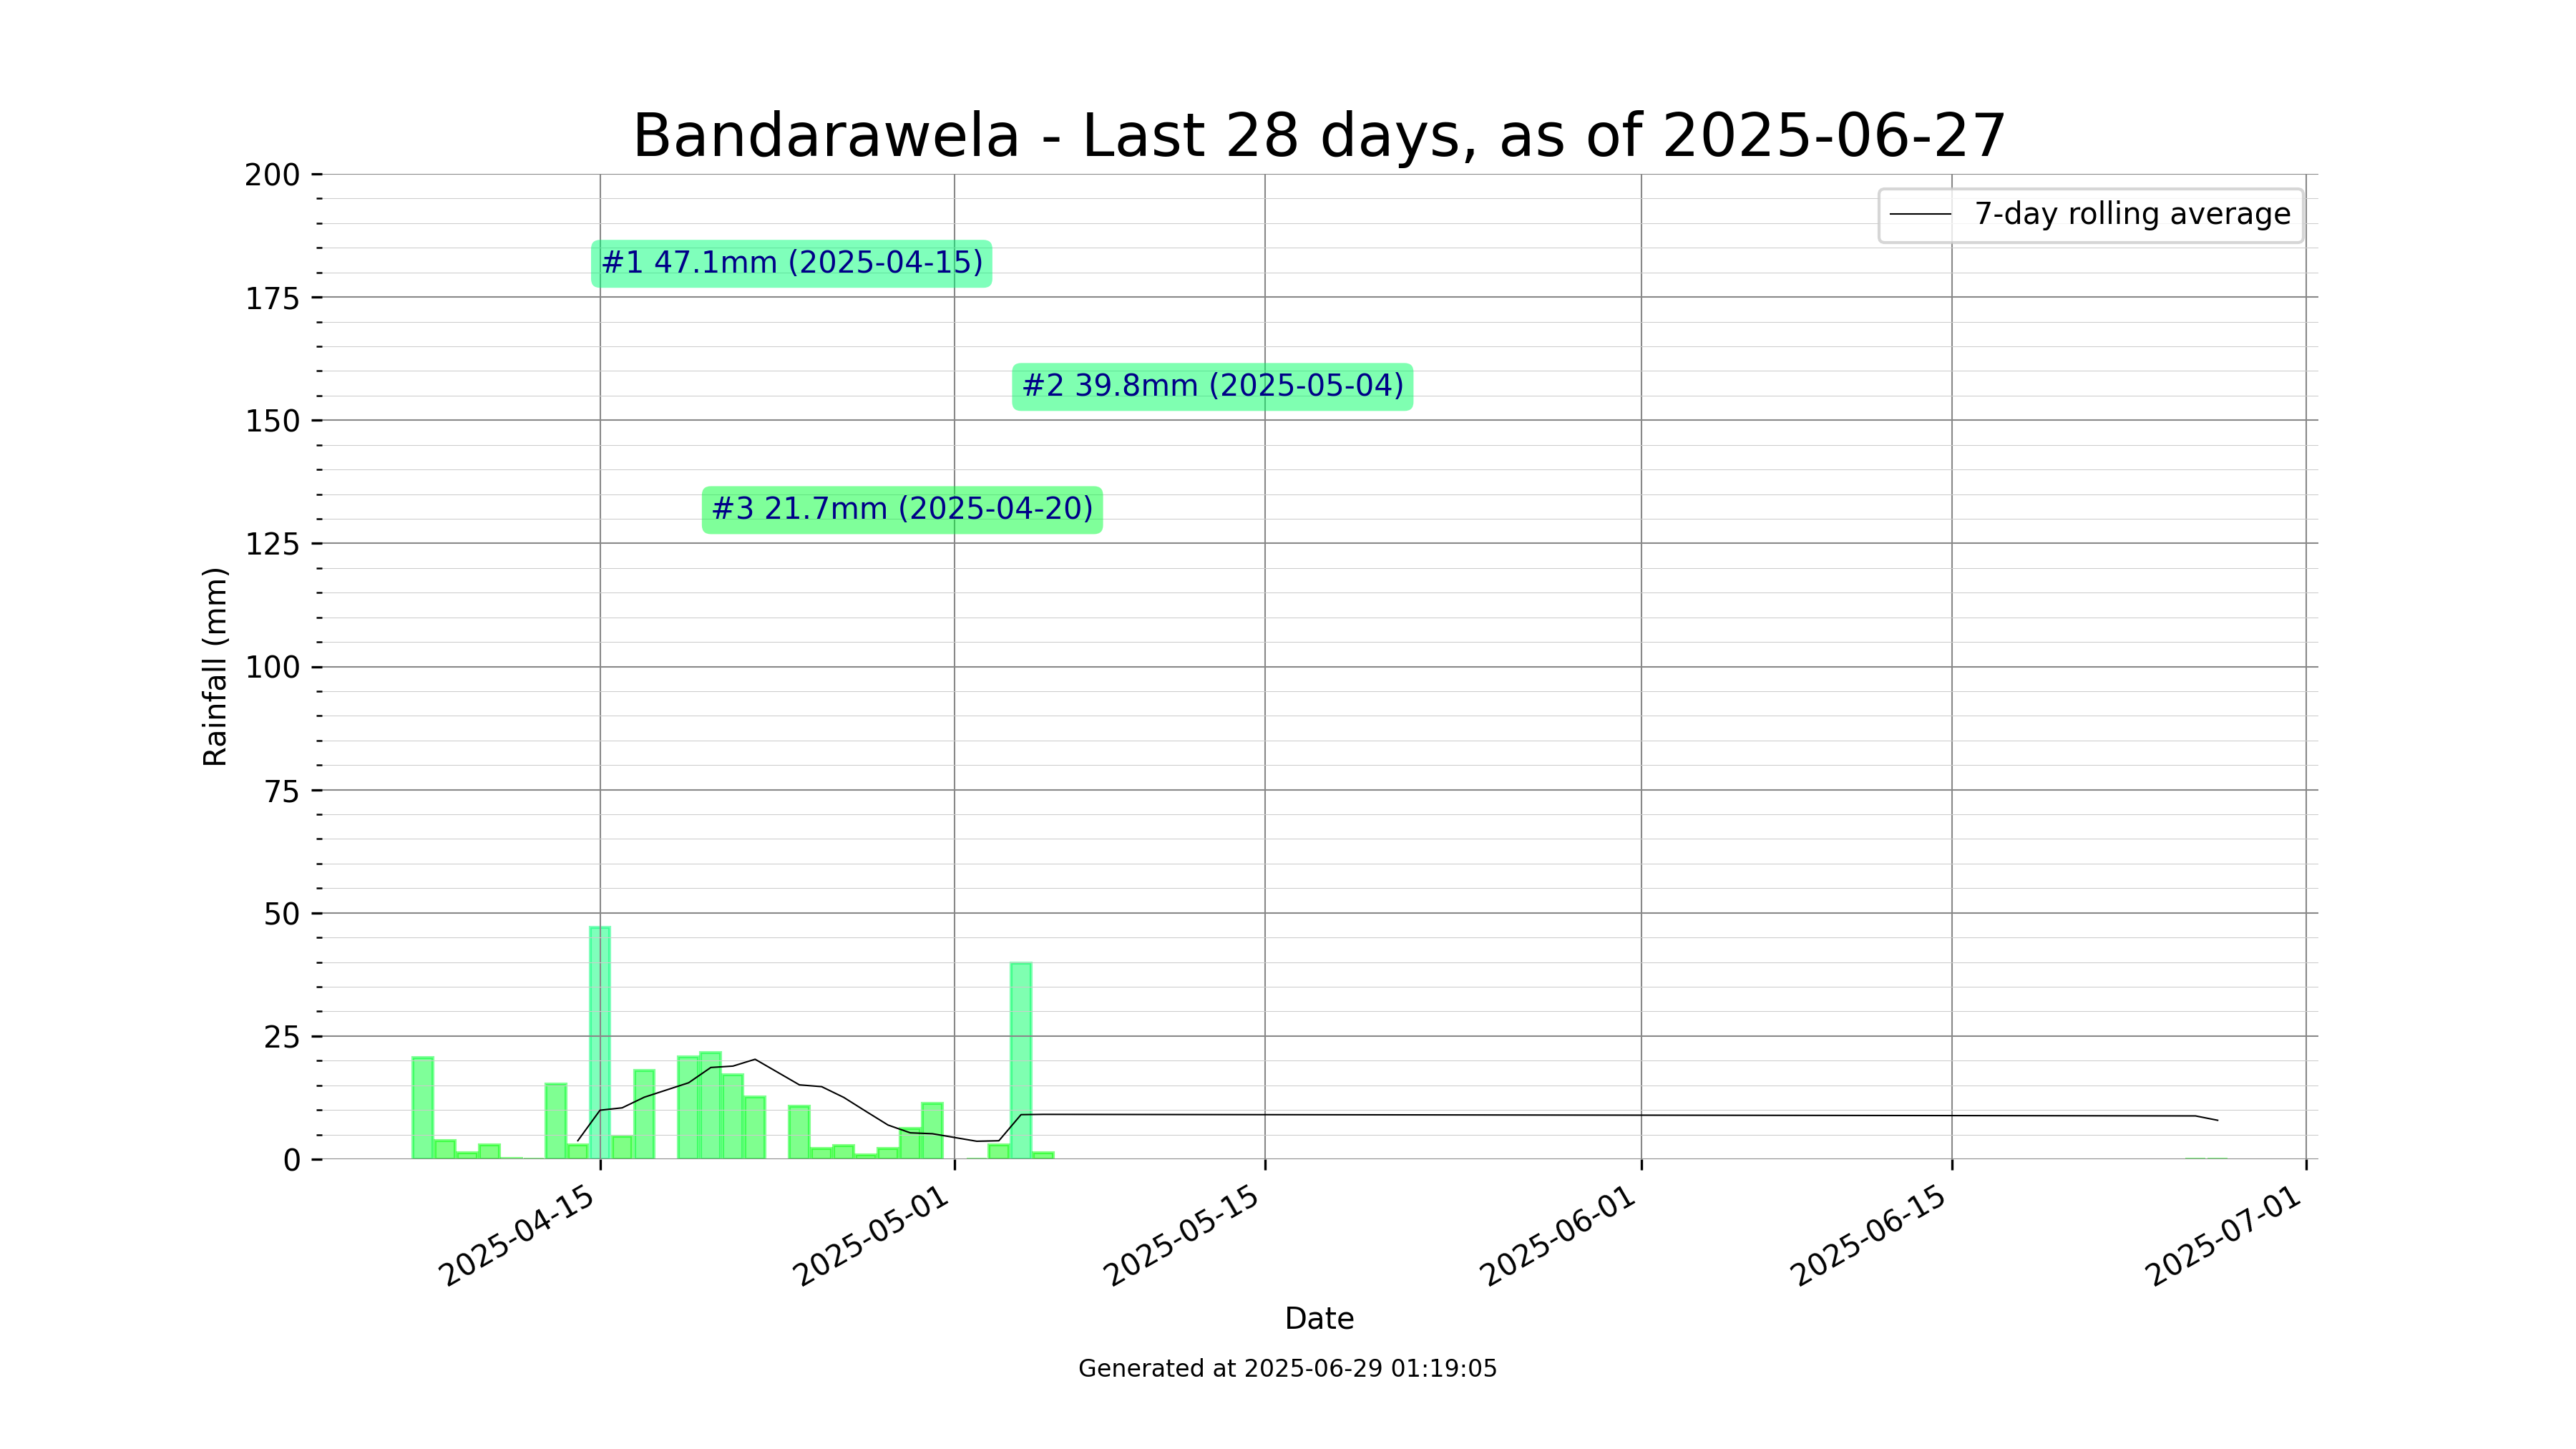 Bandarawela - Last 28 days, as of 2025-06-27
200
175
150
125
100
75
50
25
0
Rainfall (mm)
7-day rolling average
#1 47.1mm (2025-04-15)
#2 39.8mm (2025-05-04)
#3 21.7mm (2025-04-20)
2025-04-15
2025-05-01
2025-05-15
2025-06-01
2025-06-15
2025-07-01
Date
Generated at 2025-06-29 01:19:05